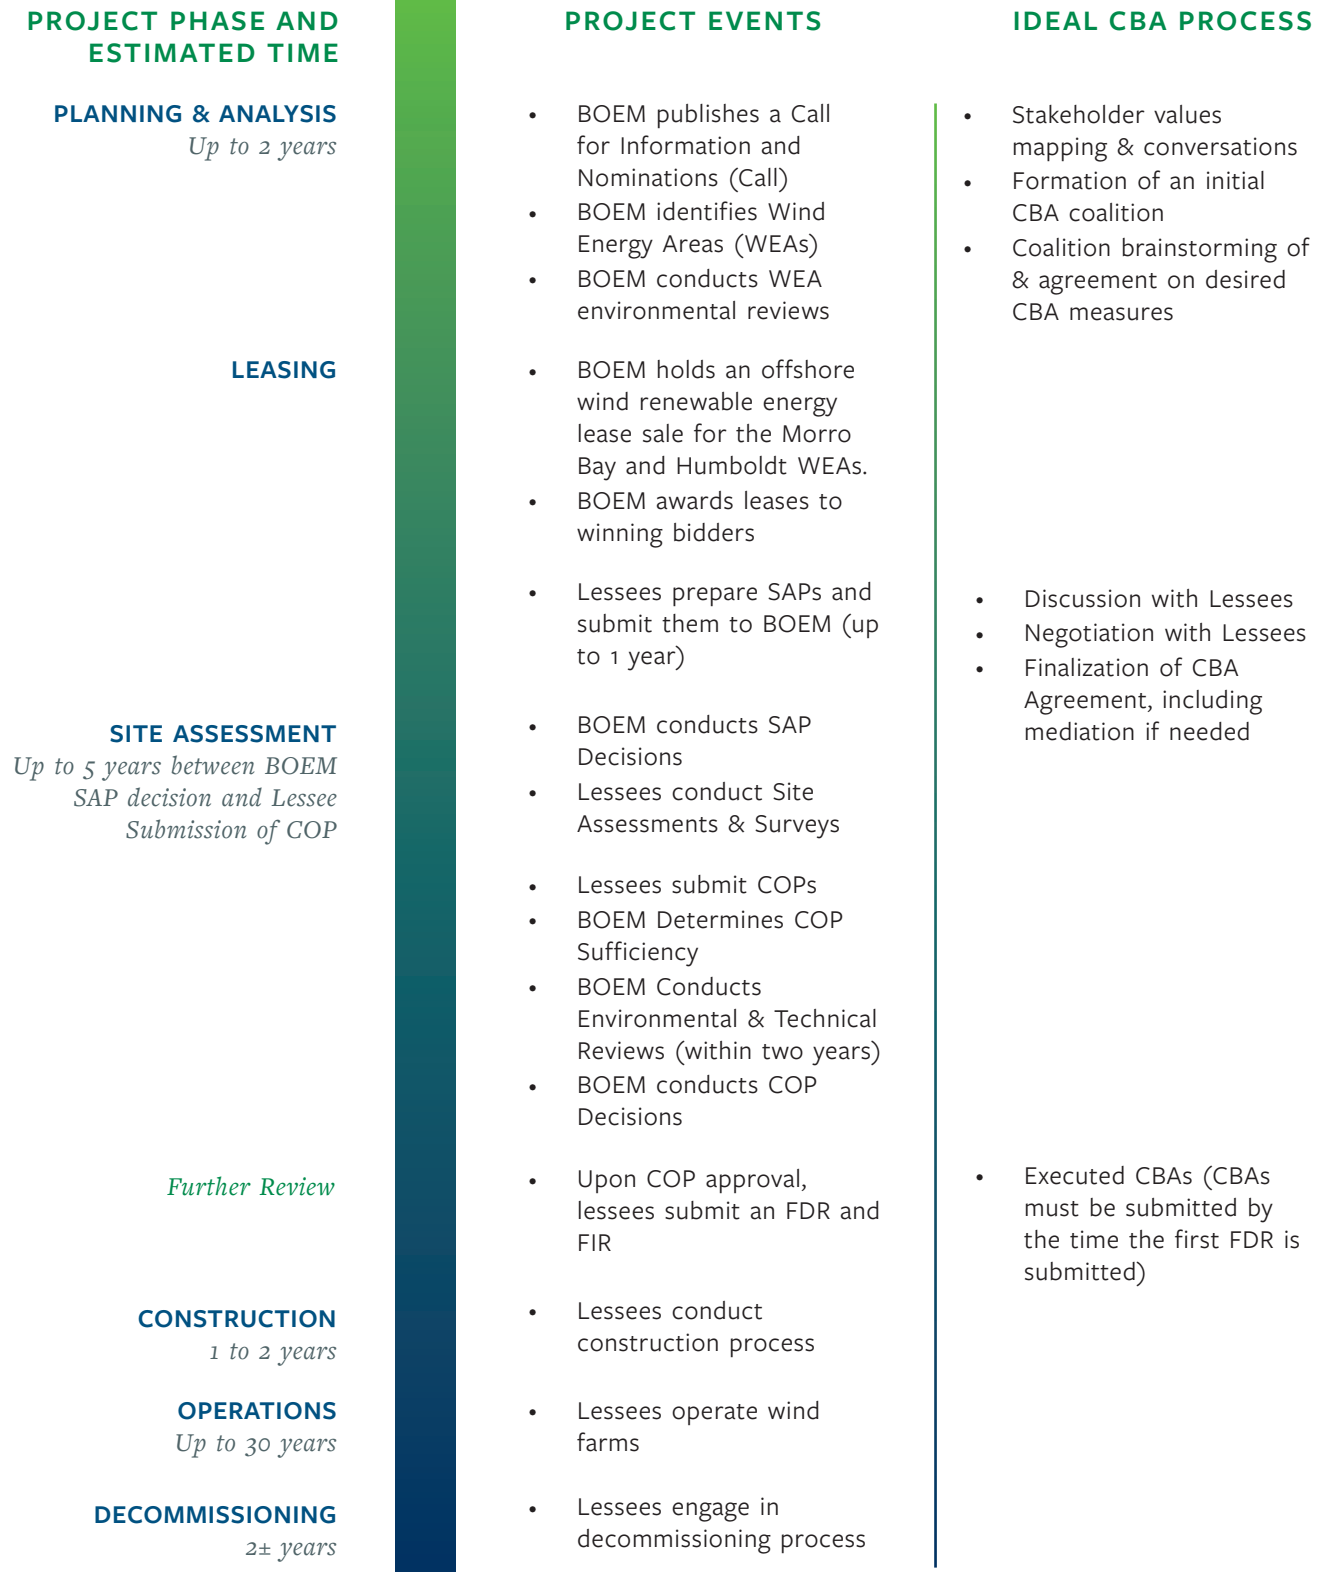 PROJECT PHASE AND
ESTIMATED TIME
PROJECT EVENTS
IDEAL CBA PROCESS
PLANNING & ANALYSIS
Up to 2 years
• BOEM publishes a Call
for Information and
Nominations (Call)
• BOEM identifies Wind
Energy Areas (WEAs)
• BOEM conducts WEA
environmental reviews
• Stakeholder values
mapping & conversations
• Formation of an initial
CBA coalition
• Coalition brainstorming of
& agreement on desired
CBA measures
LEASING
• BOEM holds an offshore
wind renewable energy
lease sale for the Morro
Bay and Humboldt WEAs.
• BOEM awards leases to
winning bidders
• Lessees prepare SAPs and
submit them to BOEM (up
to 1 year)
• Discussion with Lessees
• Negotiation with Lessees
• Finalization of CBA
Agreement, including
mediation if needed
SITE ASSESSMENT
Up to 5 years between BOEM
SAP decision and Lessee
Submission of COP
• BOEM conducts SAP
Decisions
• Lessees conduct Site
Assessments & Surveys
• Lessees submit COPs
• BOEM Determines COP
Sufficiency
• BOEM Conducts
Environmental & Technical
Reviews (within two years)
• BOEM conducts COP
Decisions
Further Review
• Upon COP approval,
lessees submit an FDR and
FIR
• Executed CBAs (CBAs
must be submitted by
the time the first FDR is
submitted)
CONSTRUCTION
1 to 2 years
• Lessees conduct
construction process
OPERATIONS
Up to 30 years
• Lessees operate wind
farms
DECOMMISSIONING
2± years
• Lessees engage in
decommissioning process